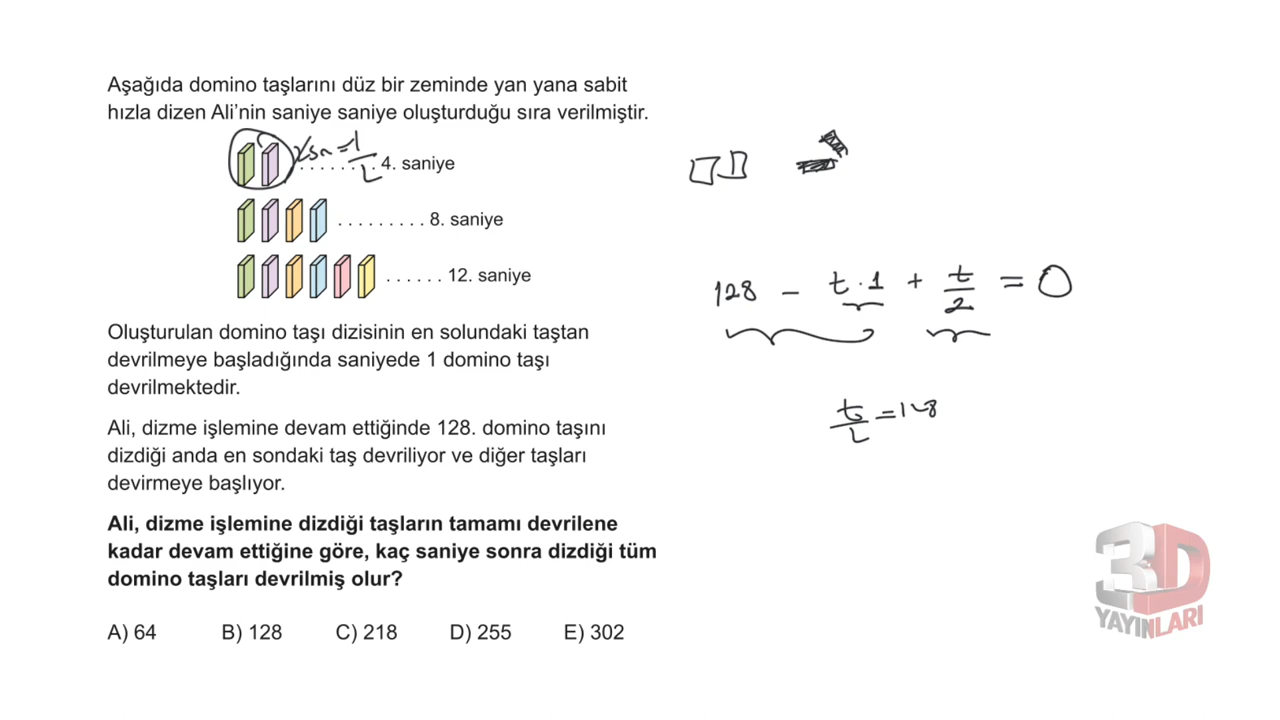 Aşağıda domino taşlarını düz bir zeminde yan yana sabit
hızla dizen Ali'nin saniye saniye oluşturduğu sıra verilmiştir.
2sn = 1/2
. . . . . . . . 4. saniye
. . . . . . . . . 8. saniye
. . . . . . 12. saniye
128 - t . 1 + t/2 = 0
t/2 = 128
Oluşturulan domino taşı dizisinin en solundaki taştan
devrilmeye başladığında saniyede 1 domino taşı
devrilmektedir.
Ali, dizme işlemine devam ettiğinde 128. domino taşını
dizdiği anda en sondaki taş devriliyor ve diğer taşları
devirmeye başlıyor.
Ali, dizme işlemine dizdiği taşların tamamı devrilene
kadar devam ettiğine göre, kaç saniye sonra dizdiği tüm
domino taşları devrilmiş olur?
A) 64 B) 128 C) 218 D) 255 E) 302
3D
YAYINLARI